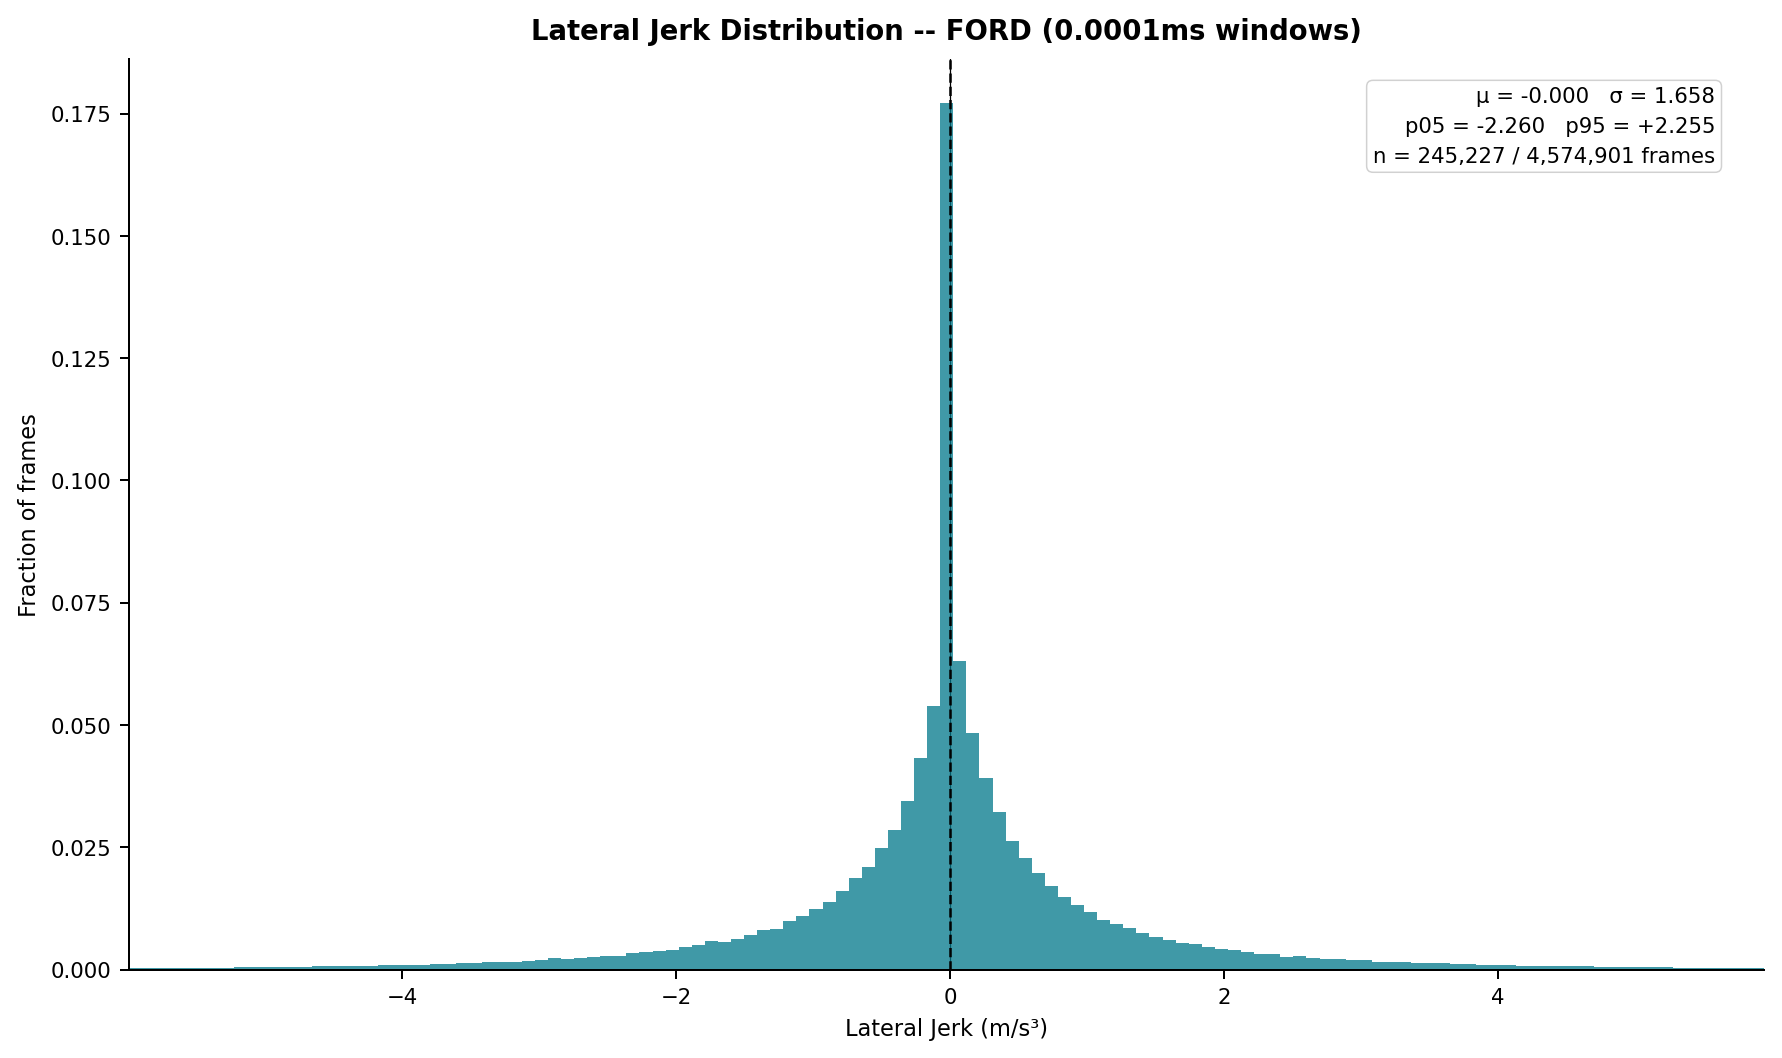 Lateral Jerk Distribution -- FORD (0.0001ms windows)
μ = -0.000   σ = 1.658
p05 = -2.260   p95 = +2.255
n = 245,227 / 4,574,901 frames
Fraction of frames
0.175
0.150
0.125
0.100
0.075
0.050
0.025
0.000
−4
−2
0
2
4
Lateral Jerk (m/s³)